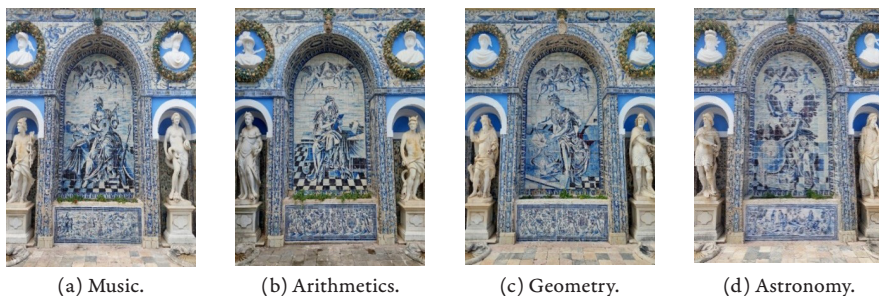 (a) Music.
(b) Arithmetics.
(c) Geometry.
(d) Astronomy.